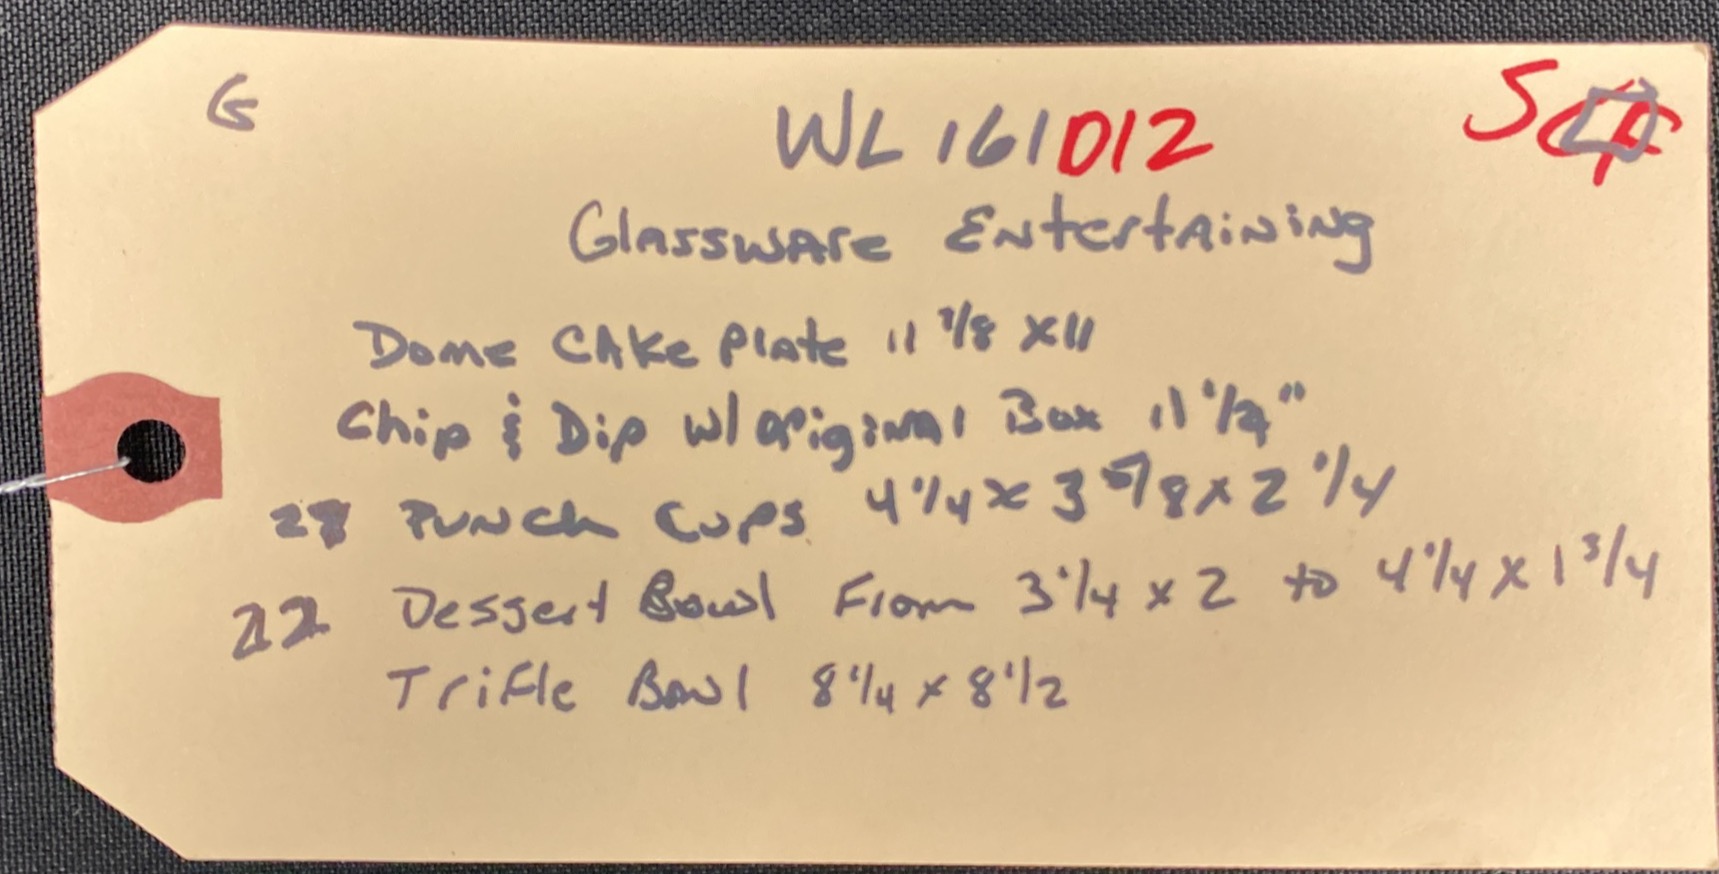 G
WL 161D12
Glassware Entertaining
Dome Cake Plate 11 7/8 x 11
Chip & Dip w/ original Box 11 1/4"
28 Punch Cups 4 1/4 x 3 5/8 x 2 1/4
22 Dessert Bowl From 3 1/4 x 2 to 4 1/4 x 1 3/4
Trifle Bowl 8 1/4 x 8 1/2